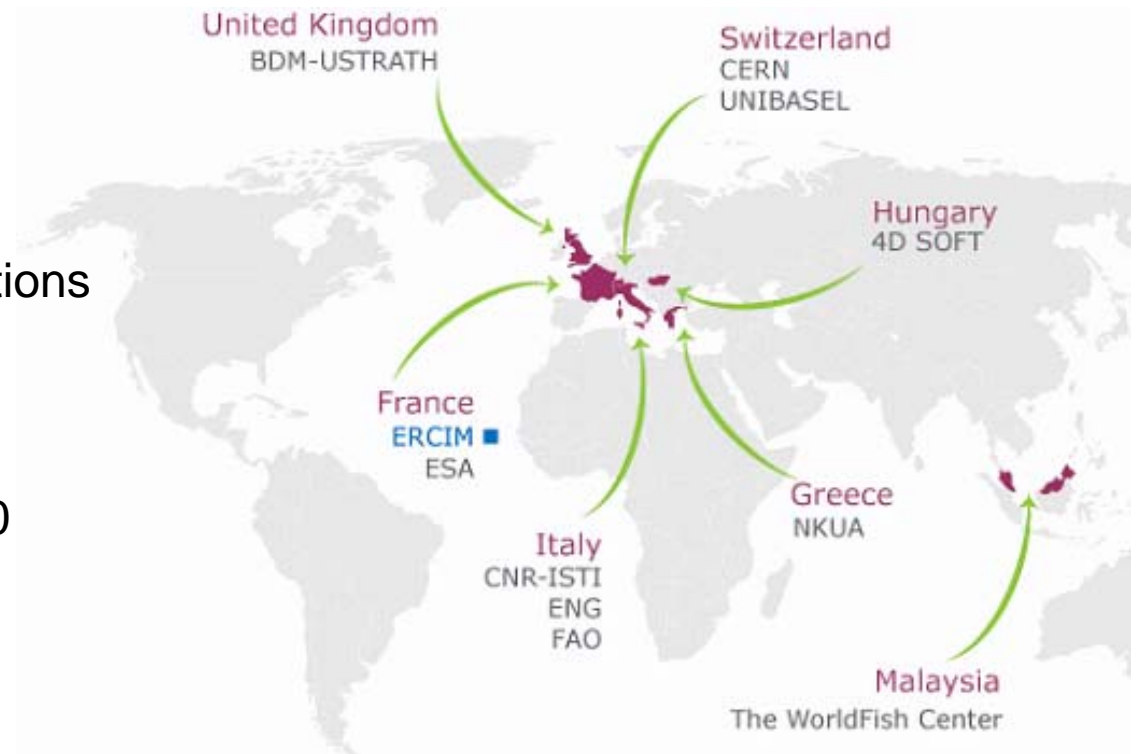 United Kingdom
BDM-USTRATH
Switzerland
CERN
UNIBASEL
Hungary
4D SOFT
tions
France
ERCIM
ESA
0
Italy
CNR-ISTI
ENG
FAO
Greece
NKUA
Malaysia
The WorldFish Center